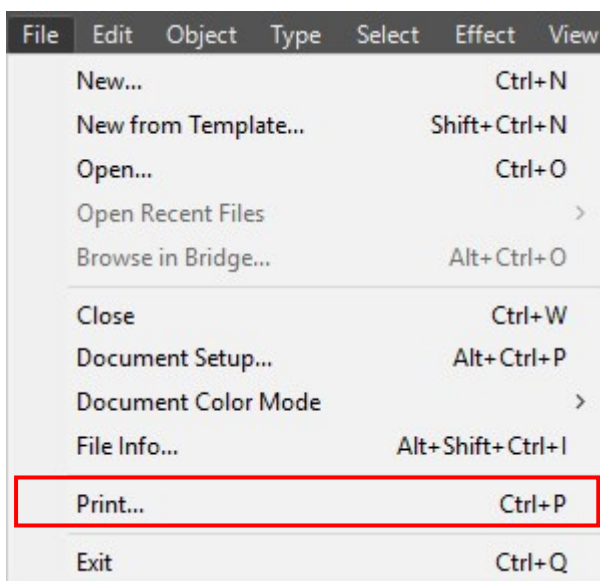 File Edit Object Type Select Effect View
New... Ctrl+N
New from Template... Shift+Ctrl+N
Open... Ctrl+O
Open Recent Files >
Browse in Bridge... Alt+Ctrl+O
Close Ctrl+W
Document Setup... Alt+Ctrl+P
Document Color Mode >
File Info... Alt+Shift+Ctrl+I
Print... Ctrl+P
Exit Ctrl+Q